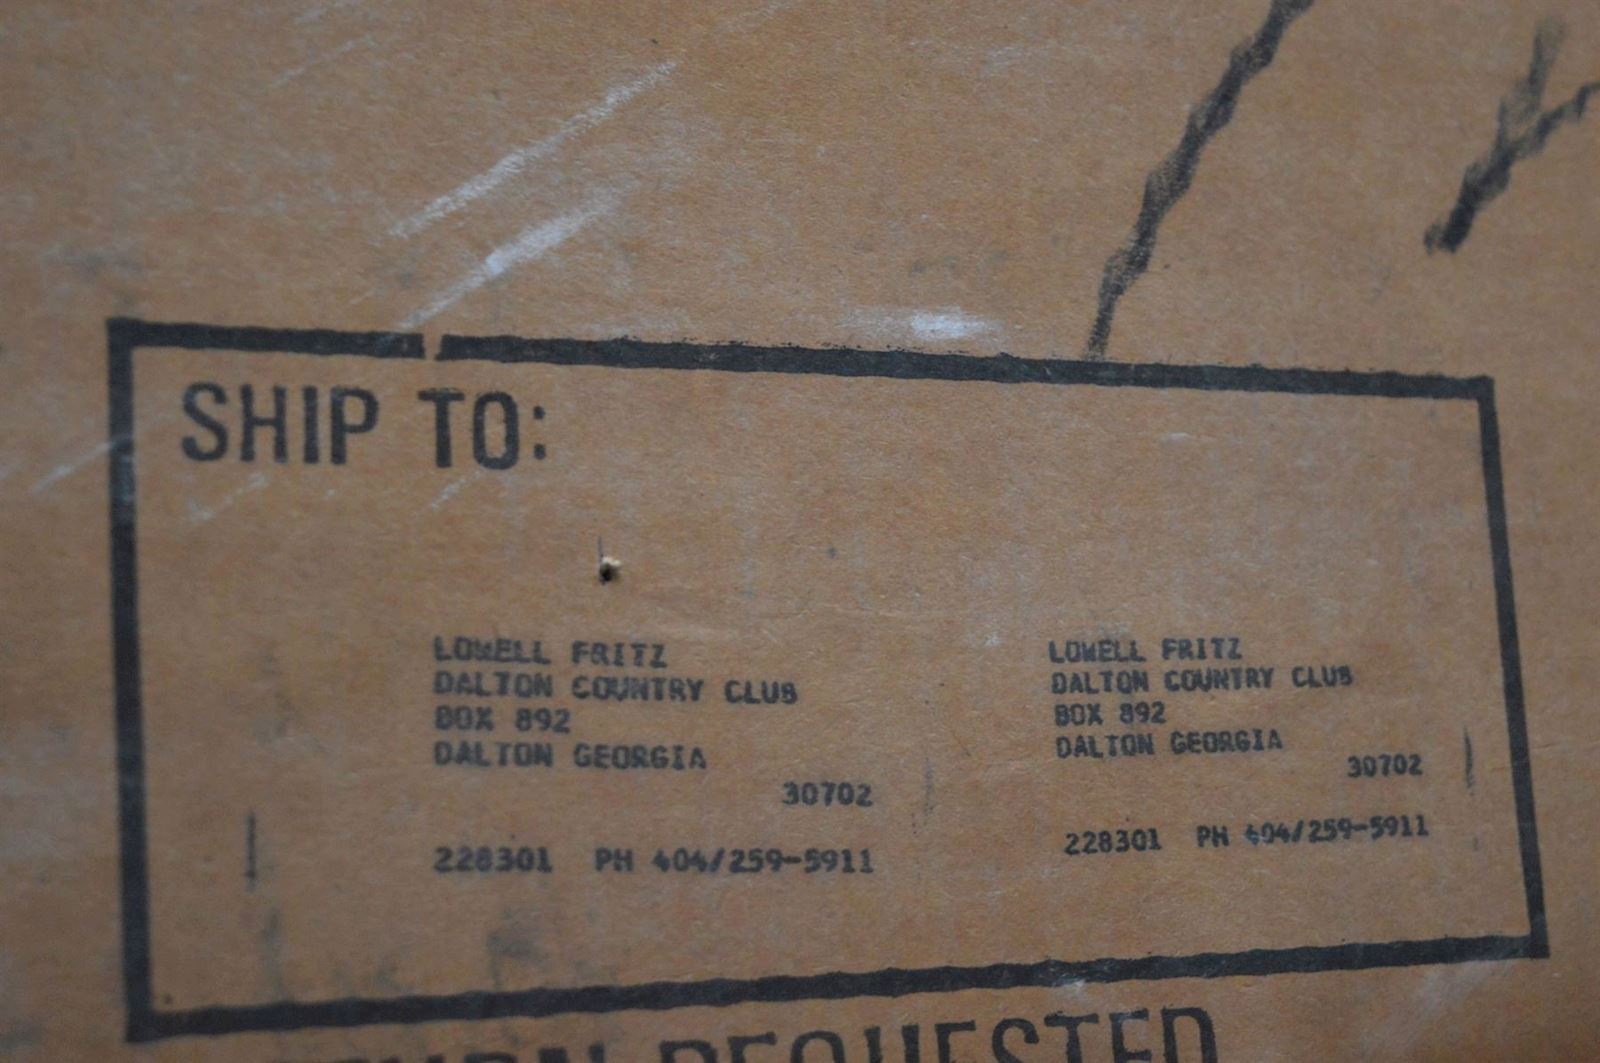 SHIP TO:
LOWELL FRITZ
DALTON COUNTRY CLUB
BOX 892
DALTON GEORGIA
30702
228301 PH 404/259-5911
LOWELL FRITZ
DALTON COUNTRY CLUB
BOX 892
DALTON GEORGIA
30702
228301 PH 404/259-5911
REQUESTED